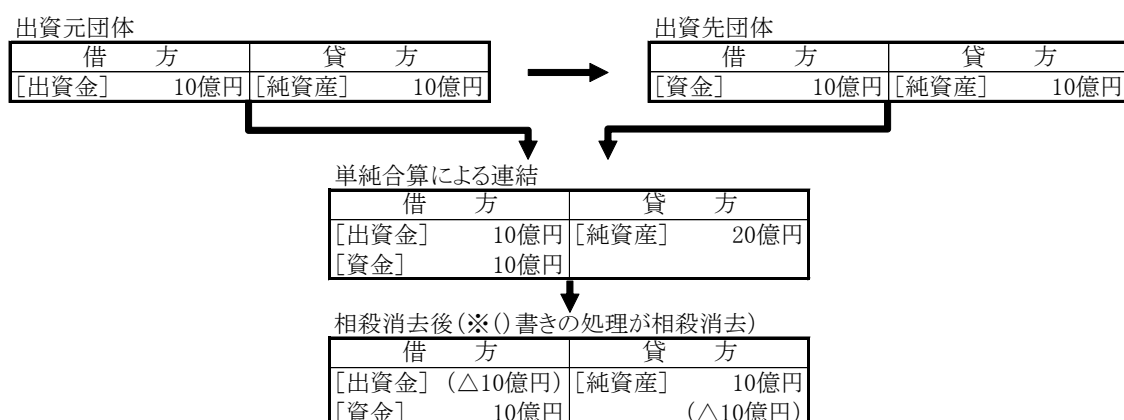 出資元団体
借 方 貸 方
[出資金] 10億円 [純資産] 10億円
出資先団体
借 方 貸 方
[資金] 10億円 [純資産] 10億円
単純合算による連結
借 方 貸 方
[出資金] 10億円 [純資産] 20億円
[資金] 10億円
相殺消去後(※()書きの処理が相殺消去)
借 方 貸 方
[出資金] (△10億円) [純資産] 10億円
[資金] 10億円 (△10億円)